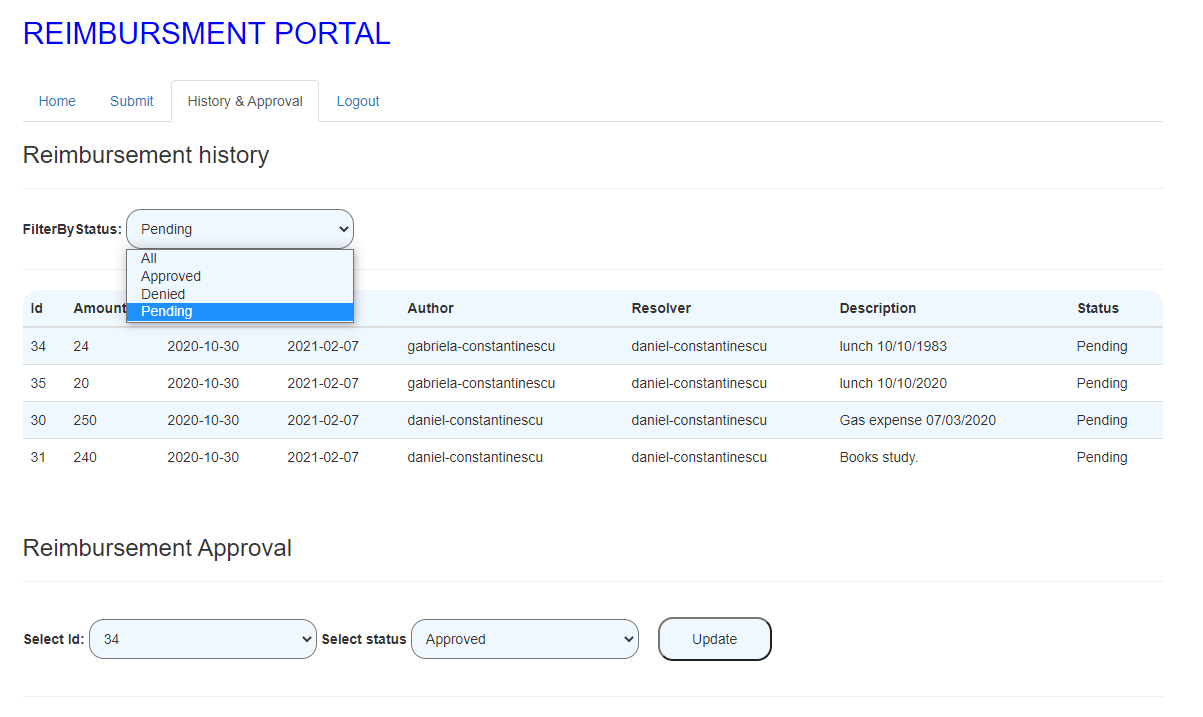 REIMBURSMENT PORTAL
Home Submit History & Approval Logout
Reimbursement history
FilterByStatus: Pending
All
Approved
Denied
Pending
Id Amount Author Resolver Description Status
34 24 2020-10-30 2021-02-07 gabriela-constantinescu daniel-constantinescu lunch 10/10/1983 Pending
35 20 2020-10-30 2021-02-07 gabriela-constantinescu daniel-constantinescu lunch 10/10/2020 Pending
30 250 2020-10-30 2021-02-07 daniel-constantinescu daniel-constantinescu Gas expense 07/03/2020 Pending
31 240 2020-10-30 2021-02-07 daniel-constantinescu daniel-constantinescu Books study. Pending
Reimbursement Approval
Select Id: 34 Select status Approved Update